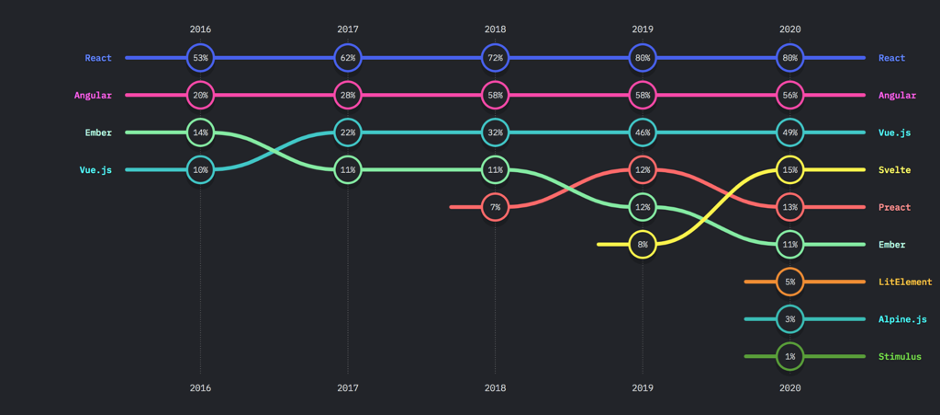 2016 2017 2018 2019 2020
React 53% 62% 72% 80% 80% React
Angular 20% 28% 58% 58% 56% Angular
Ember 14% 22% 32% 46% 49% Vue.js
Vue.js 10% 11% 11% 12% 15% Svelte
7% 12% 13% Preact
8% 11% Ember
5% LitElement
3% Alpine.js
1% Stimulus
2016 2017 2018 2019 2020